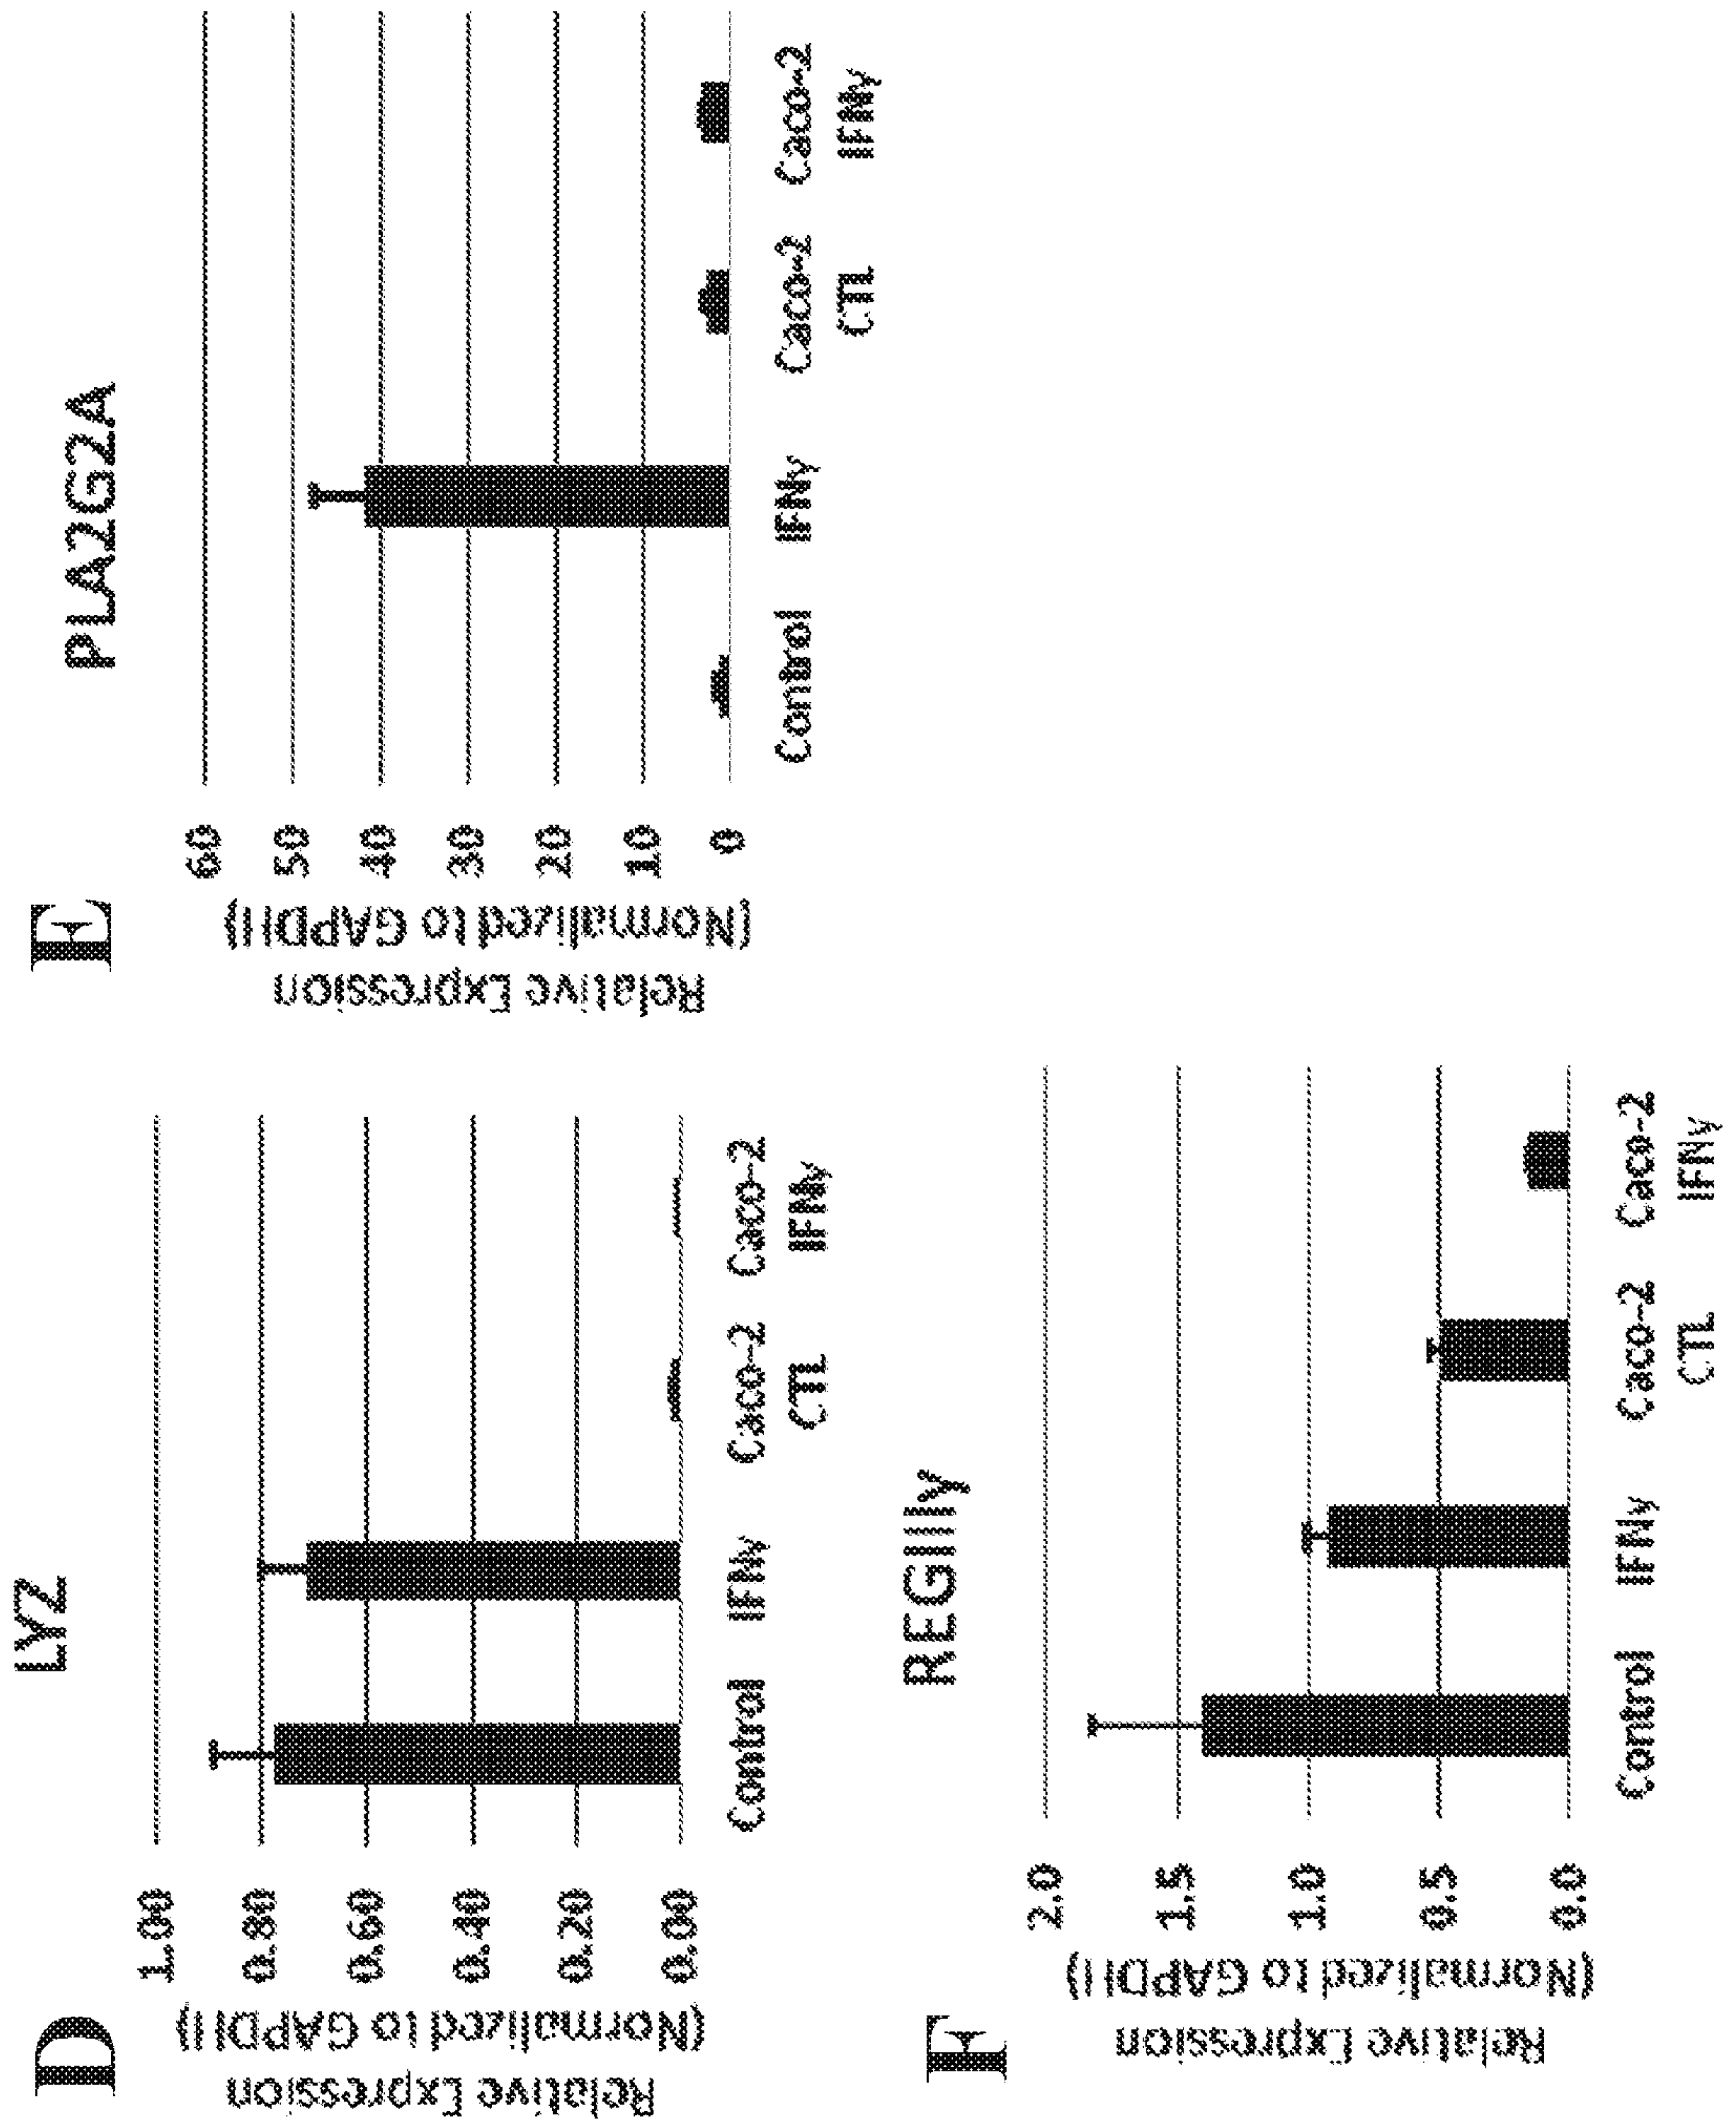 D
LYZ
Relative Expression
(Normalized to GAPDH)
1.00
0.80
0.60
0.40
0.20
0.00
Control IFNγ Caco-2 Caco-2
CTL IFNγ
E
PLA2G2A
Relative Expression
(Normalized to GAPDH)
60
50
40
30
20
10
0
Control IFNγ Caco-2 Caco-2
CTL IFNγ
F
REGIIIγ
Relative Expression
(Normalized to GAPDH)
2.0
1.5
1.0
0.5
0.0
Control IFNγ Caco-2 Caco-2
CTL IFNγ